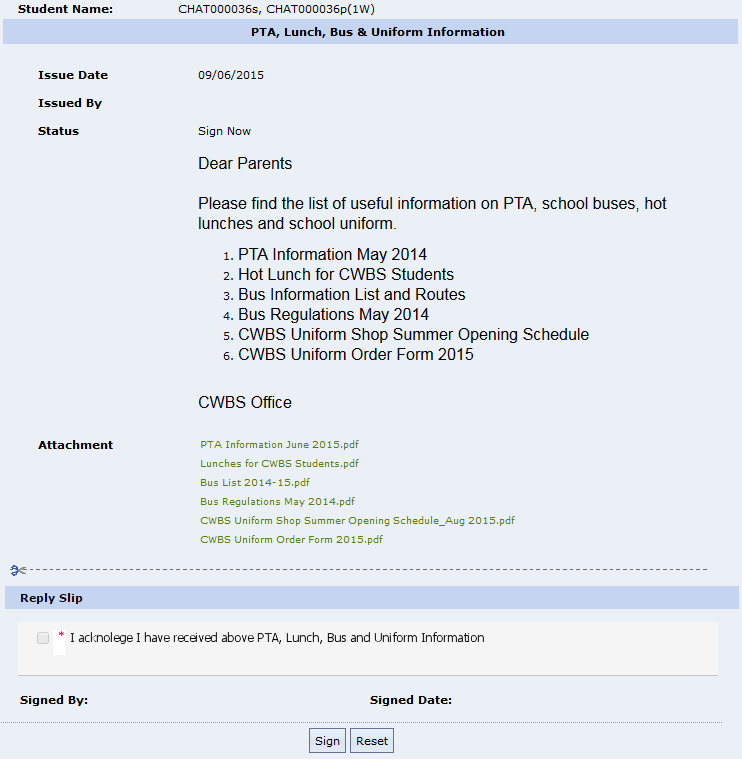 Student Name: CHAT000036s, CHAT000036p(1W)
PTA, Lunch, Bus & Uniform Information
Issue Date 09/06/2015
Issued By
Status Sign Now
Dear Parents
Please find the list of useful information on PTA, school buses, hot
lunches and school uniform.
1. PTA Information May 2014
2. Hot Lunch for CWBS Students
3. Bus Information List and Routes
4. Bus Regulations May 2014
5. CWBS Uniform Shop Summer Opening Schedule
6. CWBS Uniform Order Form 2015
CWBS Office
Attachment PTA Information June 2015.pdf
Lunches for CWBS Students.pdf
Bus List 2014-15.pdf
Bus Regulations May 2014.pdf
CWBS Uniform Shop Summer Opening Schedule_Aug 2015.pdf
CWBS Uniform Order Form 2015.pdf
Reply Slip
* I acknolege I have received above PTA, Lunch, Bus and Uniform Information
Signed By: Signed Date:
Sign Reset